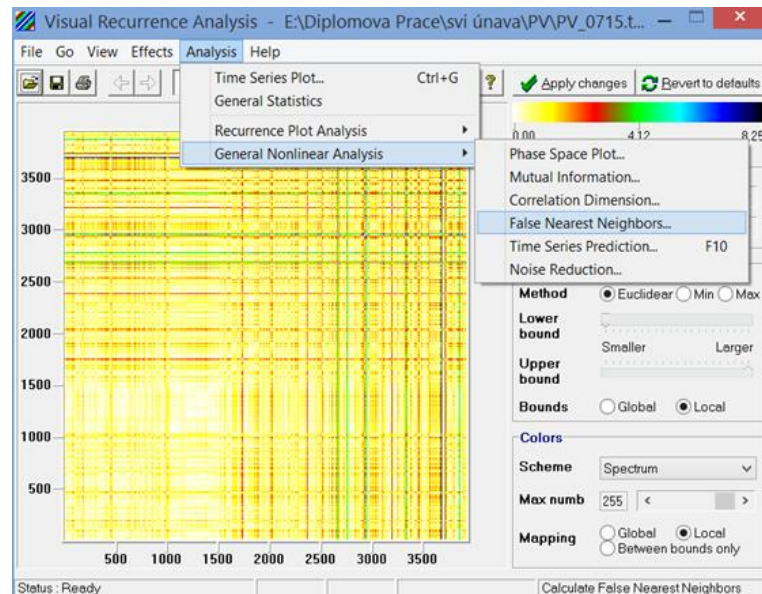 Visual Recurrence Analysis - E:\Diplomova Prace\svi únava\PV\PV_0715.t...
File Go View Effects Analysis Help
Time Series Plot... Ctrl+G
General Statistics
Recurrence Plot Analysis
General Nonlinear Analysis
Phase Space Plot...
Mutual Information...
Correlation Dimension...
False Nearest Neighbors...
Time Series Prediction... F10
Noise Reduction...
? Apply changes Revert to defaults
0.00 4.12 8.25
Method Euclidear Min Max
Lower bound
Smaller Larger
Upper bound
Bounds Global Local
Colors
Scheme Spectrum
Max numb 255 < >
Mapping Global Local
Between bounds only
3500
3000
2500
2000
1500
1000
500
500 1000 1500 2000 2500 3000 3500
Status : Ready Calculate False Nearest Neighbors